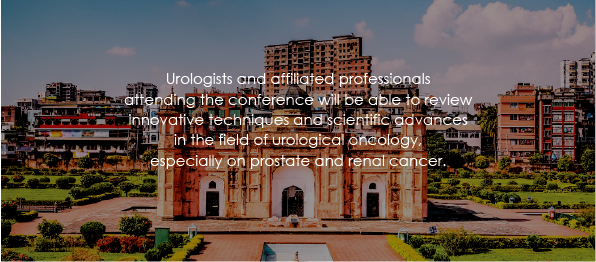 Urologists and affiliated professionals
attending the conference will be able to review
innovative techniques and scientific advances
in the field of urological oncology,
especially on prostate and renal cancer.